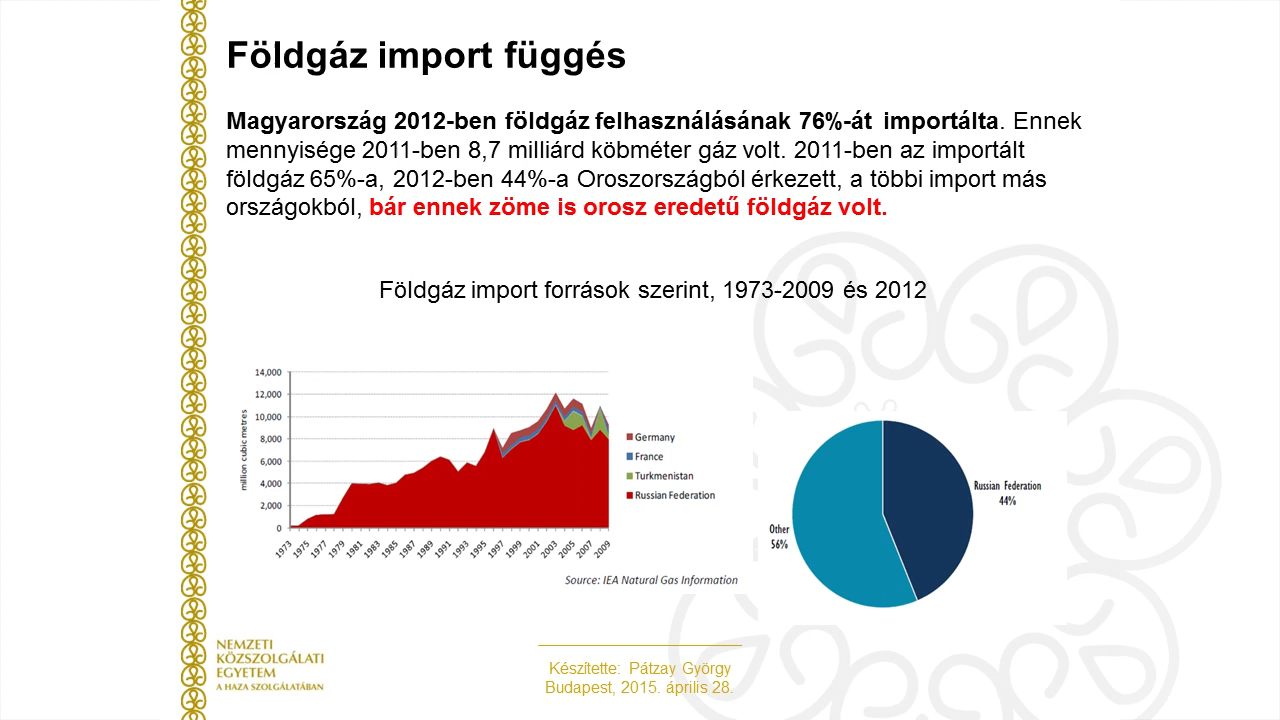 Földgáz import függés
Magyarország 2012-ben földgáz felhasználásának 76%-át importálta. Ennek
mennyisége 2011-ben 8,7 milliárd köbméter gáz volt. 2011-ben az importált
földgáz 65%-a, 2012-ben 44%-a Oroszországból érkezett, a többi import más
országokból, bár ennek zöme is orosz eredetű földgáz volt.
Földgáz import források szerint, 1973-2009 és 2012
million cubic metres
14,000
12,000
10,000
8,000
6,000
4,000
2,000
0
1973 1975 1977 1979 1981 1983 1985 1987 1989 1991 1993 1995 1997 1999 2001 2003 2005 2007 2009
Germany
France
Turkmenistan
Russian Federation
Source: IEA Natural Gas Information
Russian Federation
44%
Other
56%
NEMZETI
KÖZSZOLGÁLATI
EGYETEM
A HAZA SZOLGÁLATÁBAN
Készítette: Pátzay György
Budapest, 2015. április 28.